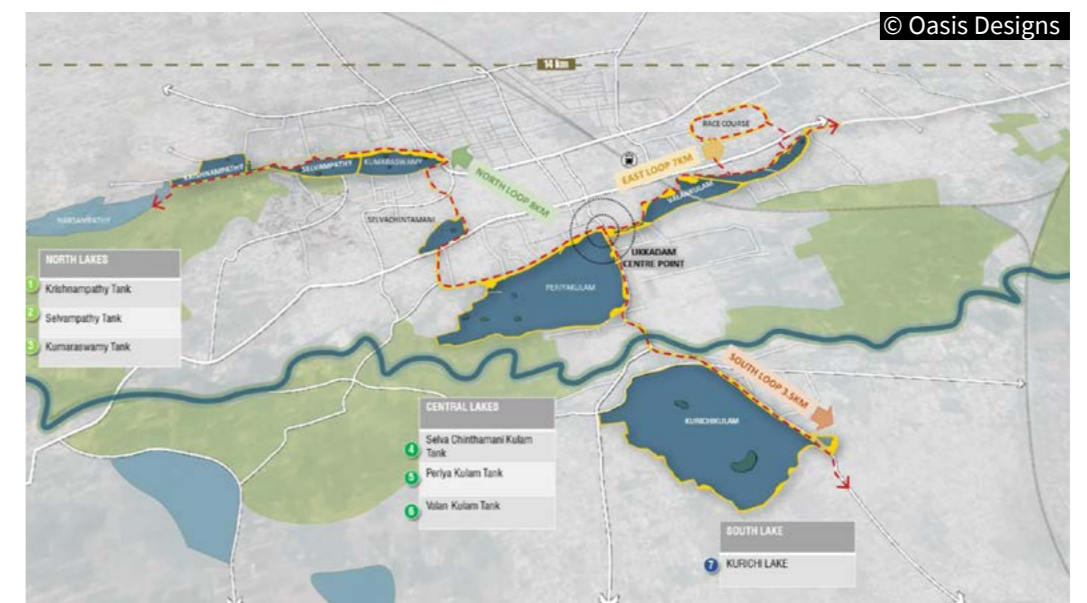 © Oasis Designs
14 km
RACE COURSE
EAST LOOP 7KM
KRISHNAMPATHY
SELVAMPATHY
KUMARASWAMY
NORTH LOOP 8KM
VALANKULAM
NARSAMPATHY
SELVACHINTAMANI
UKKADAM
CENTRE POINT
PERIYAKULAM
NORTH LAKES
1 Krishnampathy Tank
2 Selvampathy Tank
3 Kumaraswamy Tank
SOUTH LOOP 3.5KM
KURICHIKULAM
CENTRAL LAKES
4 Selva Chinthamani Kulam
Tank
5 Periya Kulam Tank
6 Valan Kulam Tank
SOUTH LAKE
7 KURICHI LAKE